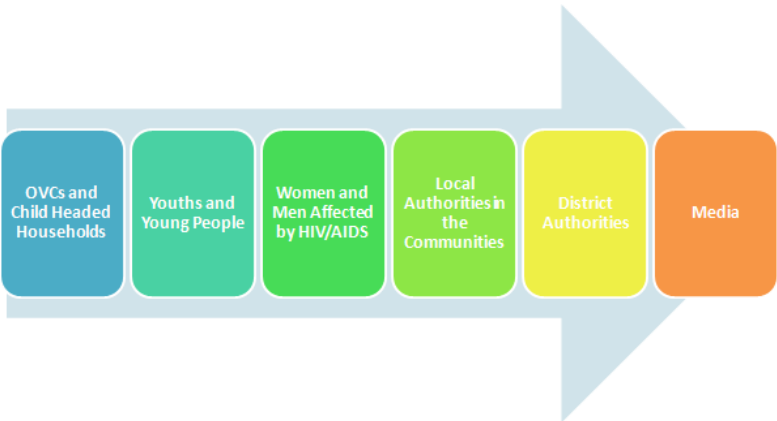 OVCs and
Child Headed
Households
Youths and
Young People
Women and
Men Affected
by HIV/AIDS
Local
Authorities in
the
Communities
District
Authorities
Media